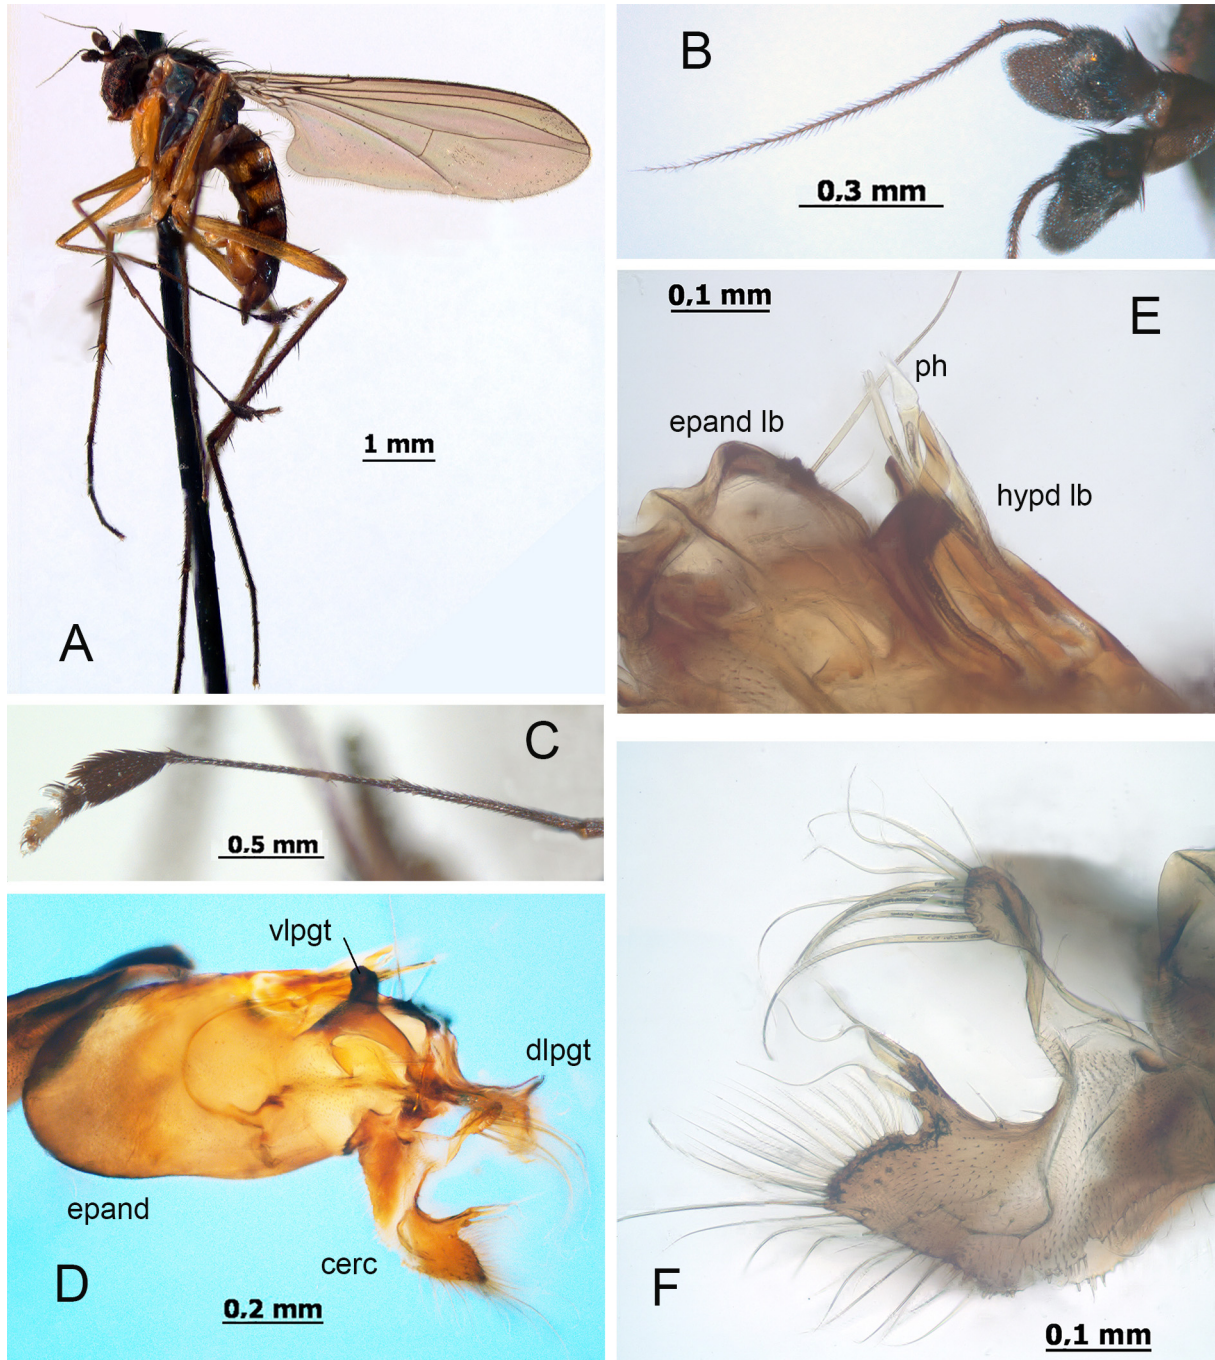 A
1 mm
B
0.3 mm
C
0.5 mm
D
vlpgt
dlpgt
epand
cerc
0.2 mm
E
0,1 mm
ph
epand lb
hypd lb
F
0.1 mm